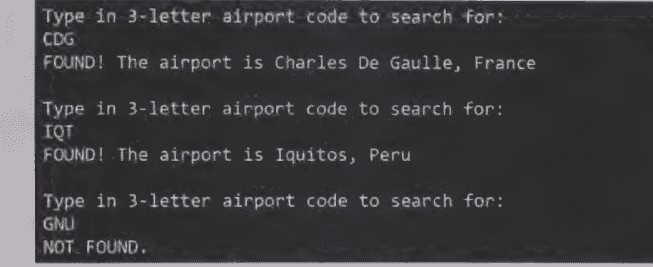 Type in 3-letter airport code to search for:
CDG
FOUND! The airport is Charles De Gaulle, France
Type in 3-letter airport code to search for:
IQT
FOUND! The airport is Iquitos, Peru
Type in 3-letter airport code to search for:
GNU
NOT FOUND.